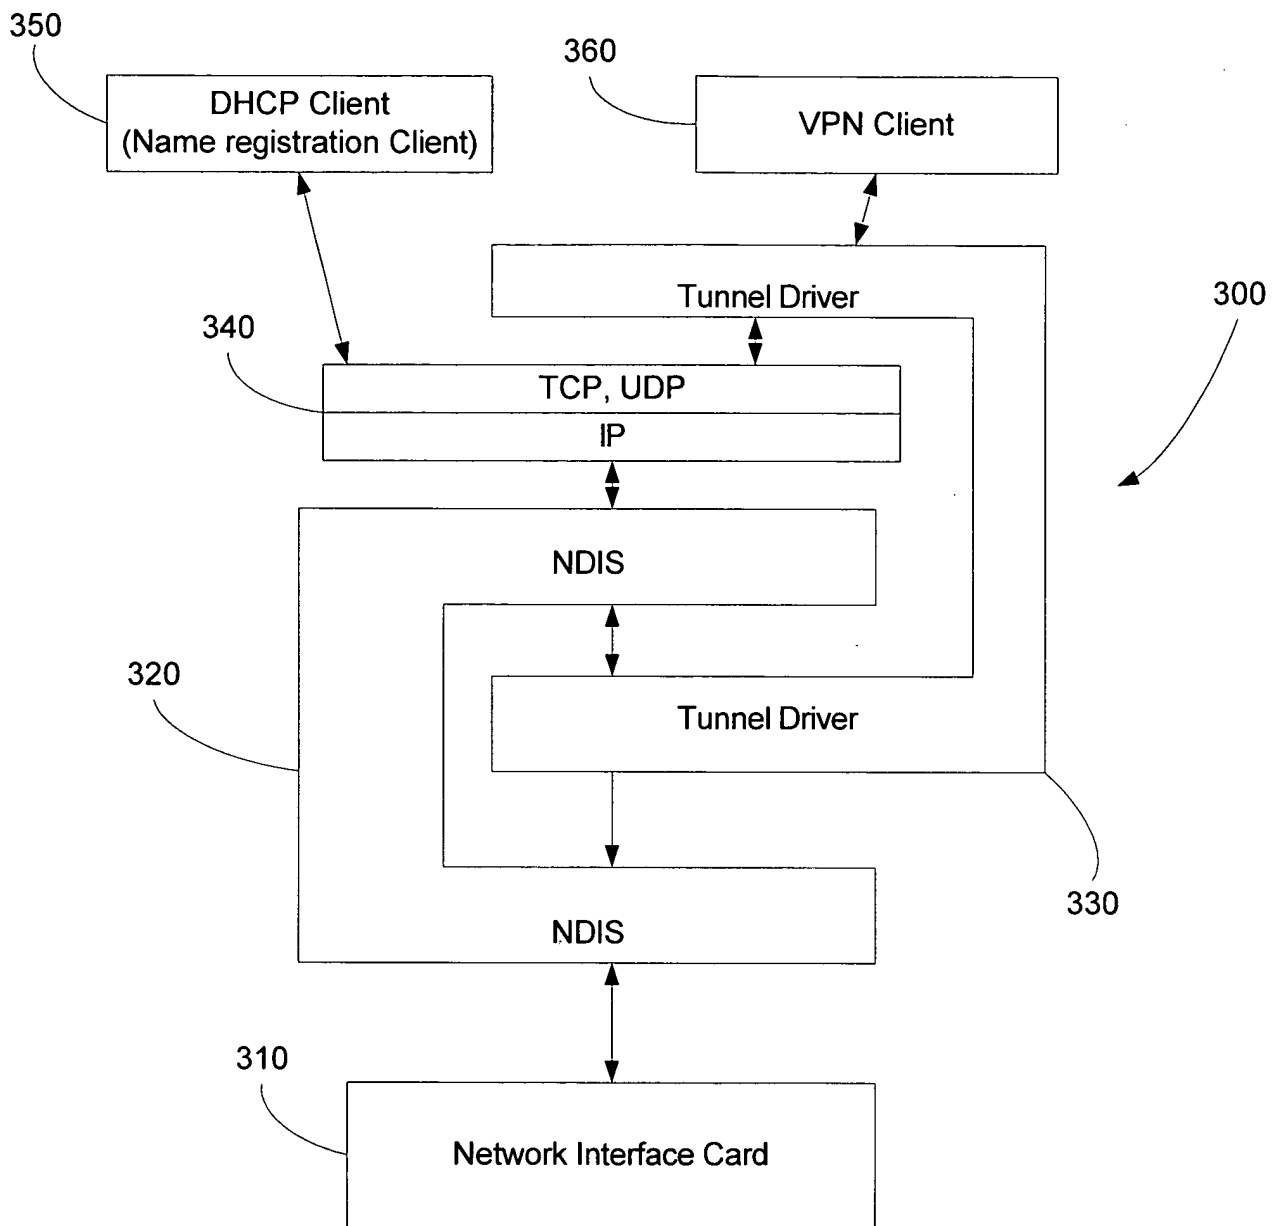 350
360
DHCP Client
(Name registration Client)
VPN Client
Tunnel Driver
300
340
TCP, UDP
IP
NDIS
320
Tunnel Driver
330
NDIS
310
Network Interface Card